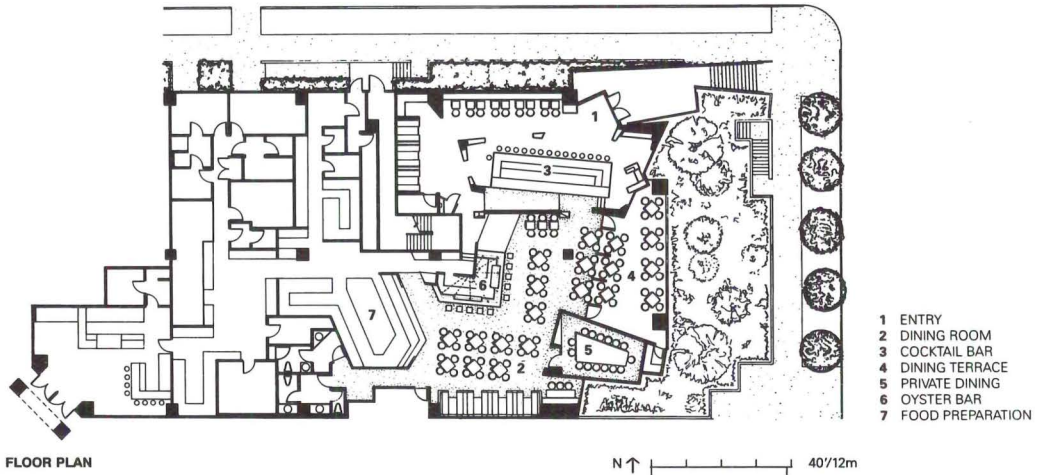 1
3
4
6
7
5
2
1 ENTRY
2 DINING ROOM
3 COCKTAIL BAR
4 DINING TERRACE
5 PRIVATE DINING
6 OYSTER BAR
7 FOOD PREPARATION
FLOOR PLAN
N
40'/12m